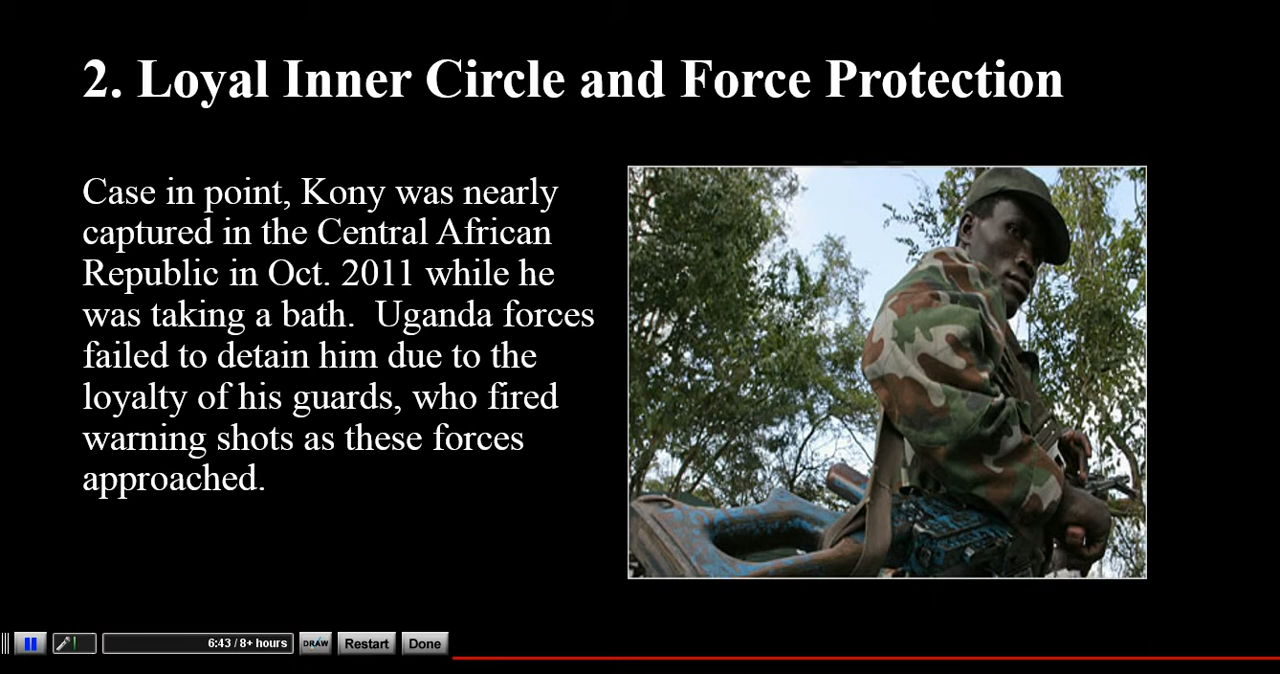 2. Loyal Inner Circle and Force Protection
Case in point, Kony was nearly
captured in the Central African
Republic in Oct. 2011 while he
was taking a bath.  Uganda forces
failed to detain him due to the
loyalty of his guards, who fired
warning shots as these forces
approached.
6:43 / 8+ hours DRAW Restart Done